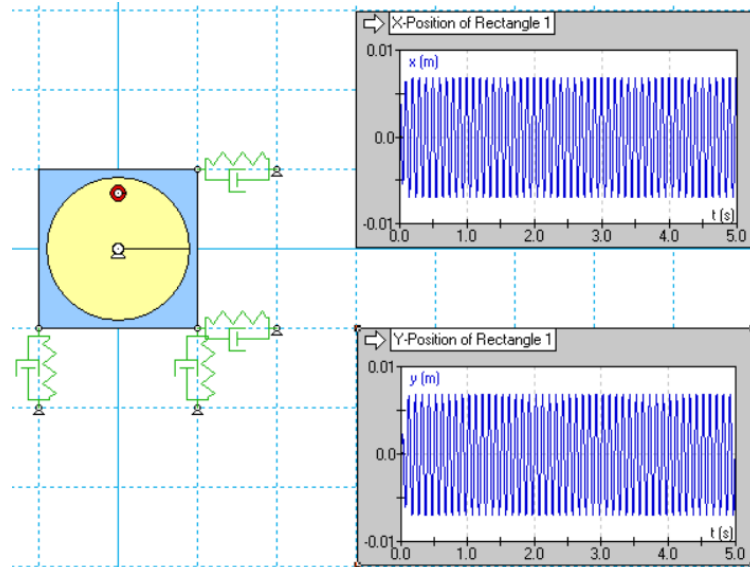 X-Position of Rectangle 1
0.01
x (m)
0.0
-0.01
t (s)
0.0 1.0 2.0 3.0 4.0 5.0
Y-Position of Rectangle 1
0.01
y (m)
0.0
-0.01
t (s)
0.0 1.0 2.0 3.0 4.0 5.0